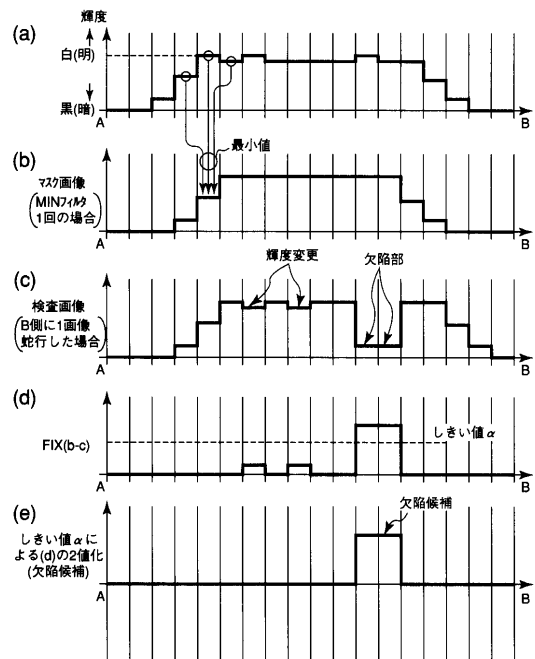 輝度
(a)
白(明)
黒(暗)
A
B
最小値
(b)
マスク画像
(MINフィルタ
1回の場合)
A
B
輝度変更
欠陥部
(c)
検査画像
(B側に1画像
蛇行した場合)
A
B
(d)
しきい値α
FIX(b-c)
A
B
(e)
欠陥候補
しきい値αに
よる(d)の2値化
(欠陥候補)
A
B